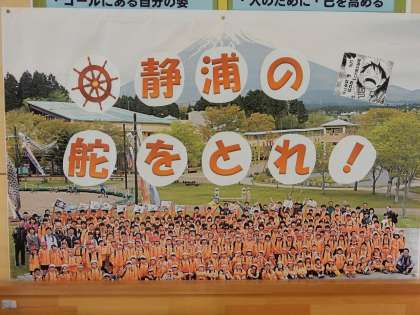 ・ゴールにある自分の姿
・人のために・己を高める
静浦の
舵をとれ！